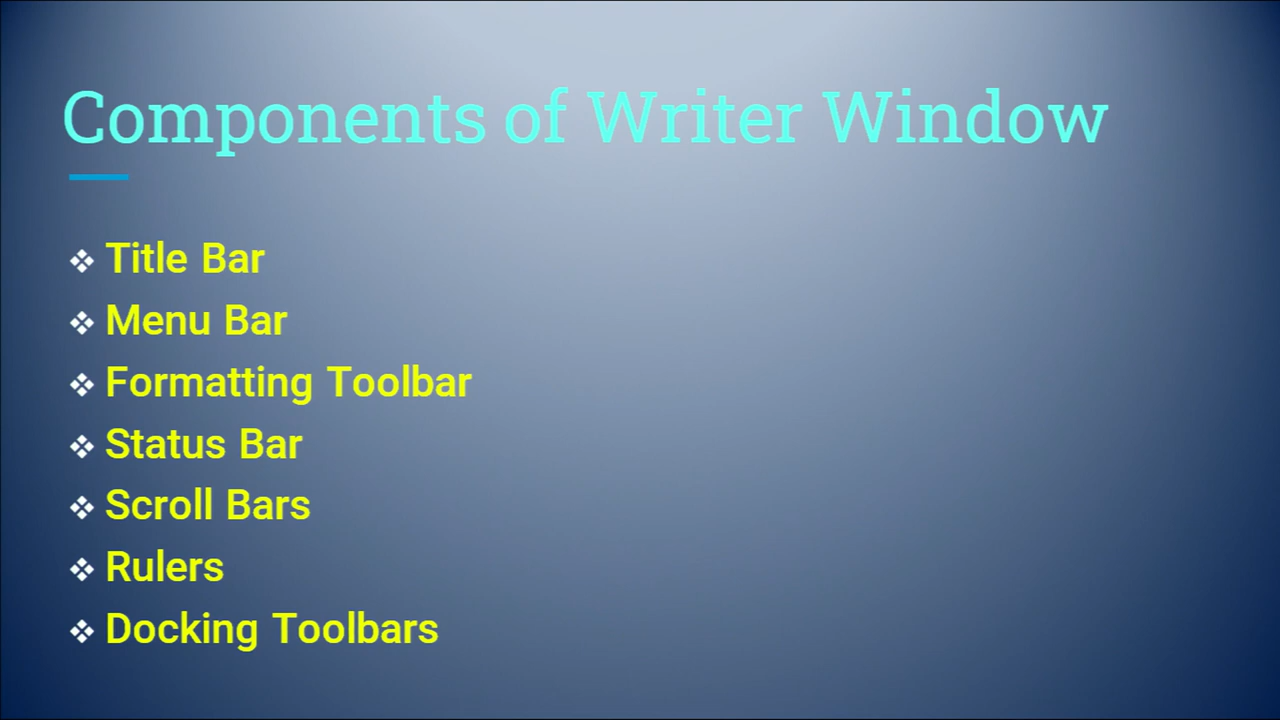 Components of Writer Window
❖ Title Bar
❖ Menu Bar
❖ Formatting Toolbar
❖ Status Bar
❖ Scroll Bars
❖ Rulers
❖ Docking Toolbars